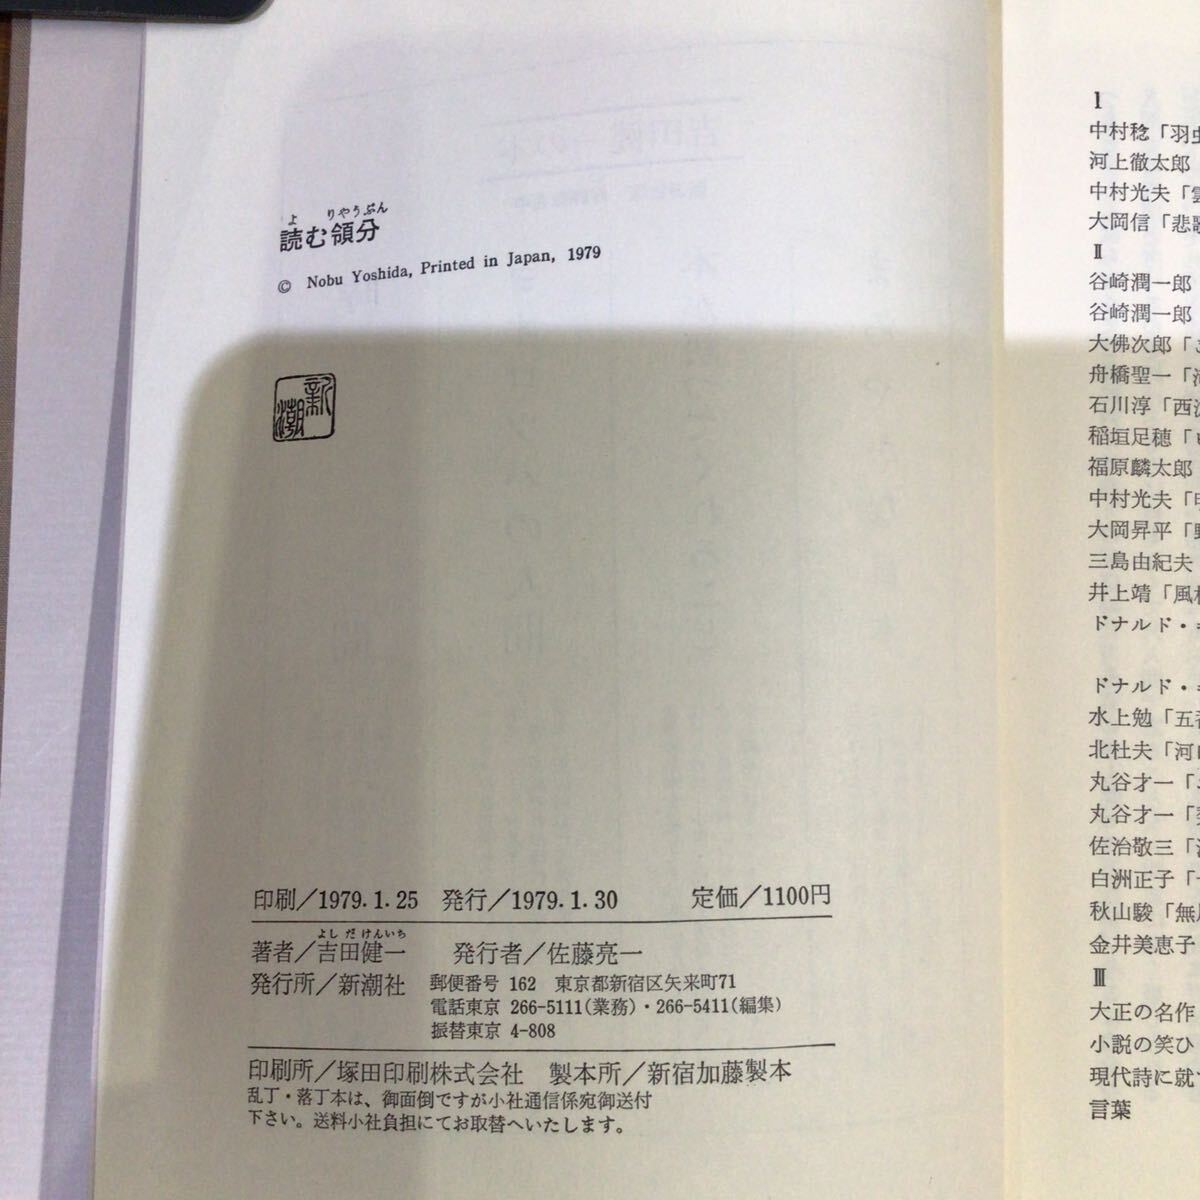 よ りやうぶん
読む領分
© Nobu Yoshida, Printed in Japan, 1979
新潮
印刷／1979.1.25 発行／1979.1.30 定価／1100円
よしだけんいち
著者／吉田健一 発行者／佐藤亮一
発行所／新潮社 郵便番号 162 東京都新宿区矢来町71
電話東京 266-5111(業務)・266-5411(編集)
振替東京 4-808
印刷所／塚田印刷株式会社 製本所／新宿加藤製本
乱丁・落丁本は、御面倒ですが小社通信係宛御送付
下さい。送料小社負担にてお取替へいたします。
I
中村稔「羽虫
河上徹太郎
中村光夫「雲
大岡信「悲歌
II
谷崎潤一郎
谷崎潤一郎
大佛次郎「
舟橋聖一「
石川淳「西游
稲垣足穂「
福原麟太郎
中村光夫「
大岡昇平「野
三島由紀夫
井上靖「風林
ドナルド・キ
ドナルド・キ
水上勉「五番
北杜夫「河口
丸谷才一「
丸谷才一「
佐治敬三「
白洲正子「
秋山駿「無用
金井美恵子
III
大正の名作
小説の笑ひ
現代詩に就て
言葉